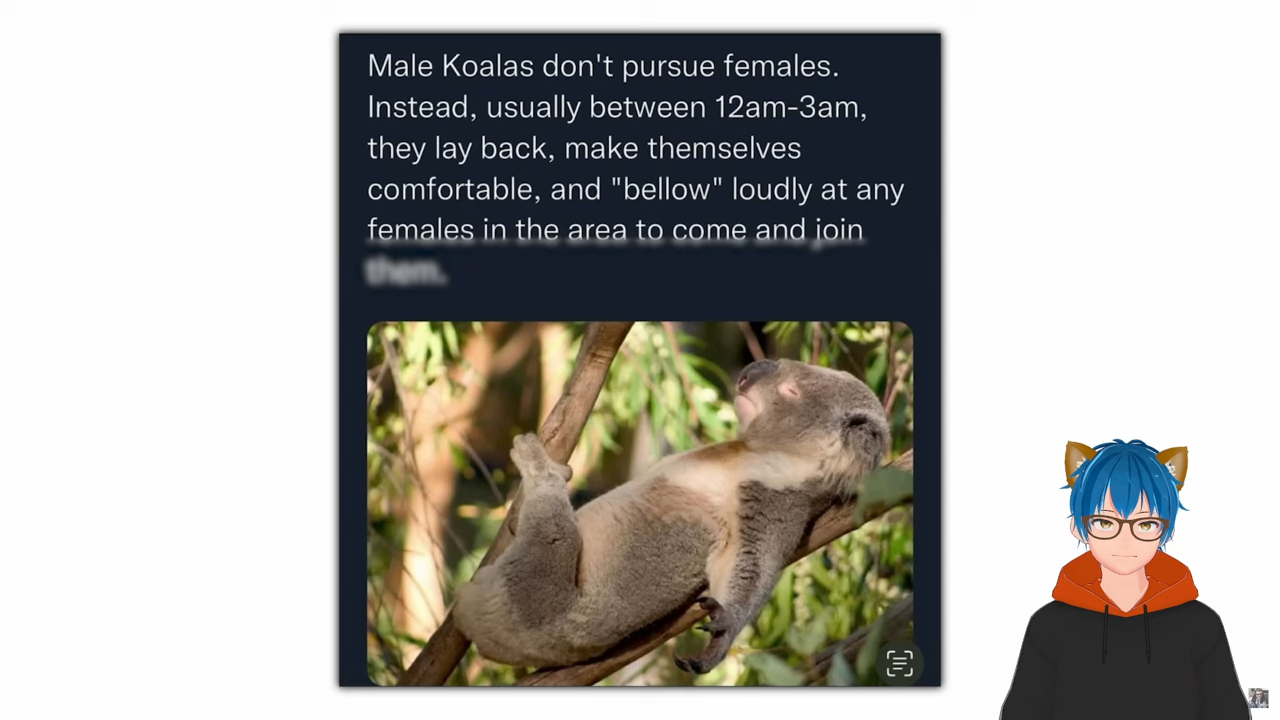 Male Koalas don't pursue females.
Instead, usually between 12am-3am,
they lay back, make themselves
comfortable, and "bellow" loudly at any
females in the area to come and join
them.